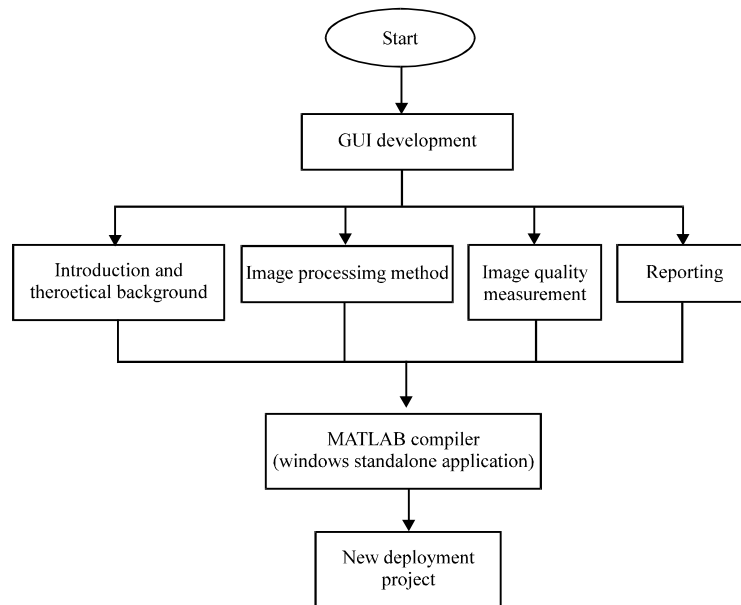 Start
GUI development
Introduction and
theroetical background
Image processimg method
Image quality
measurement
Reporting
MATLAB compiler
(windows standalone application)
New deployment
project